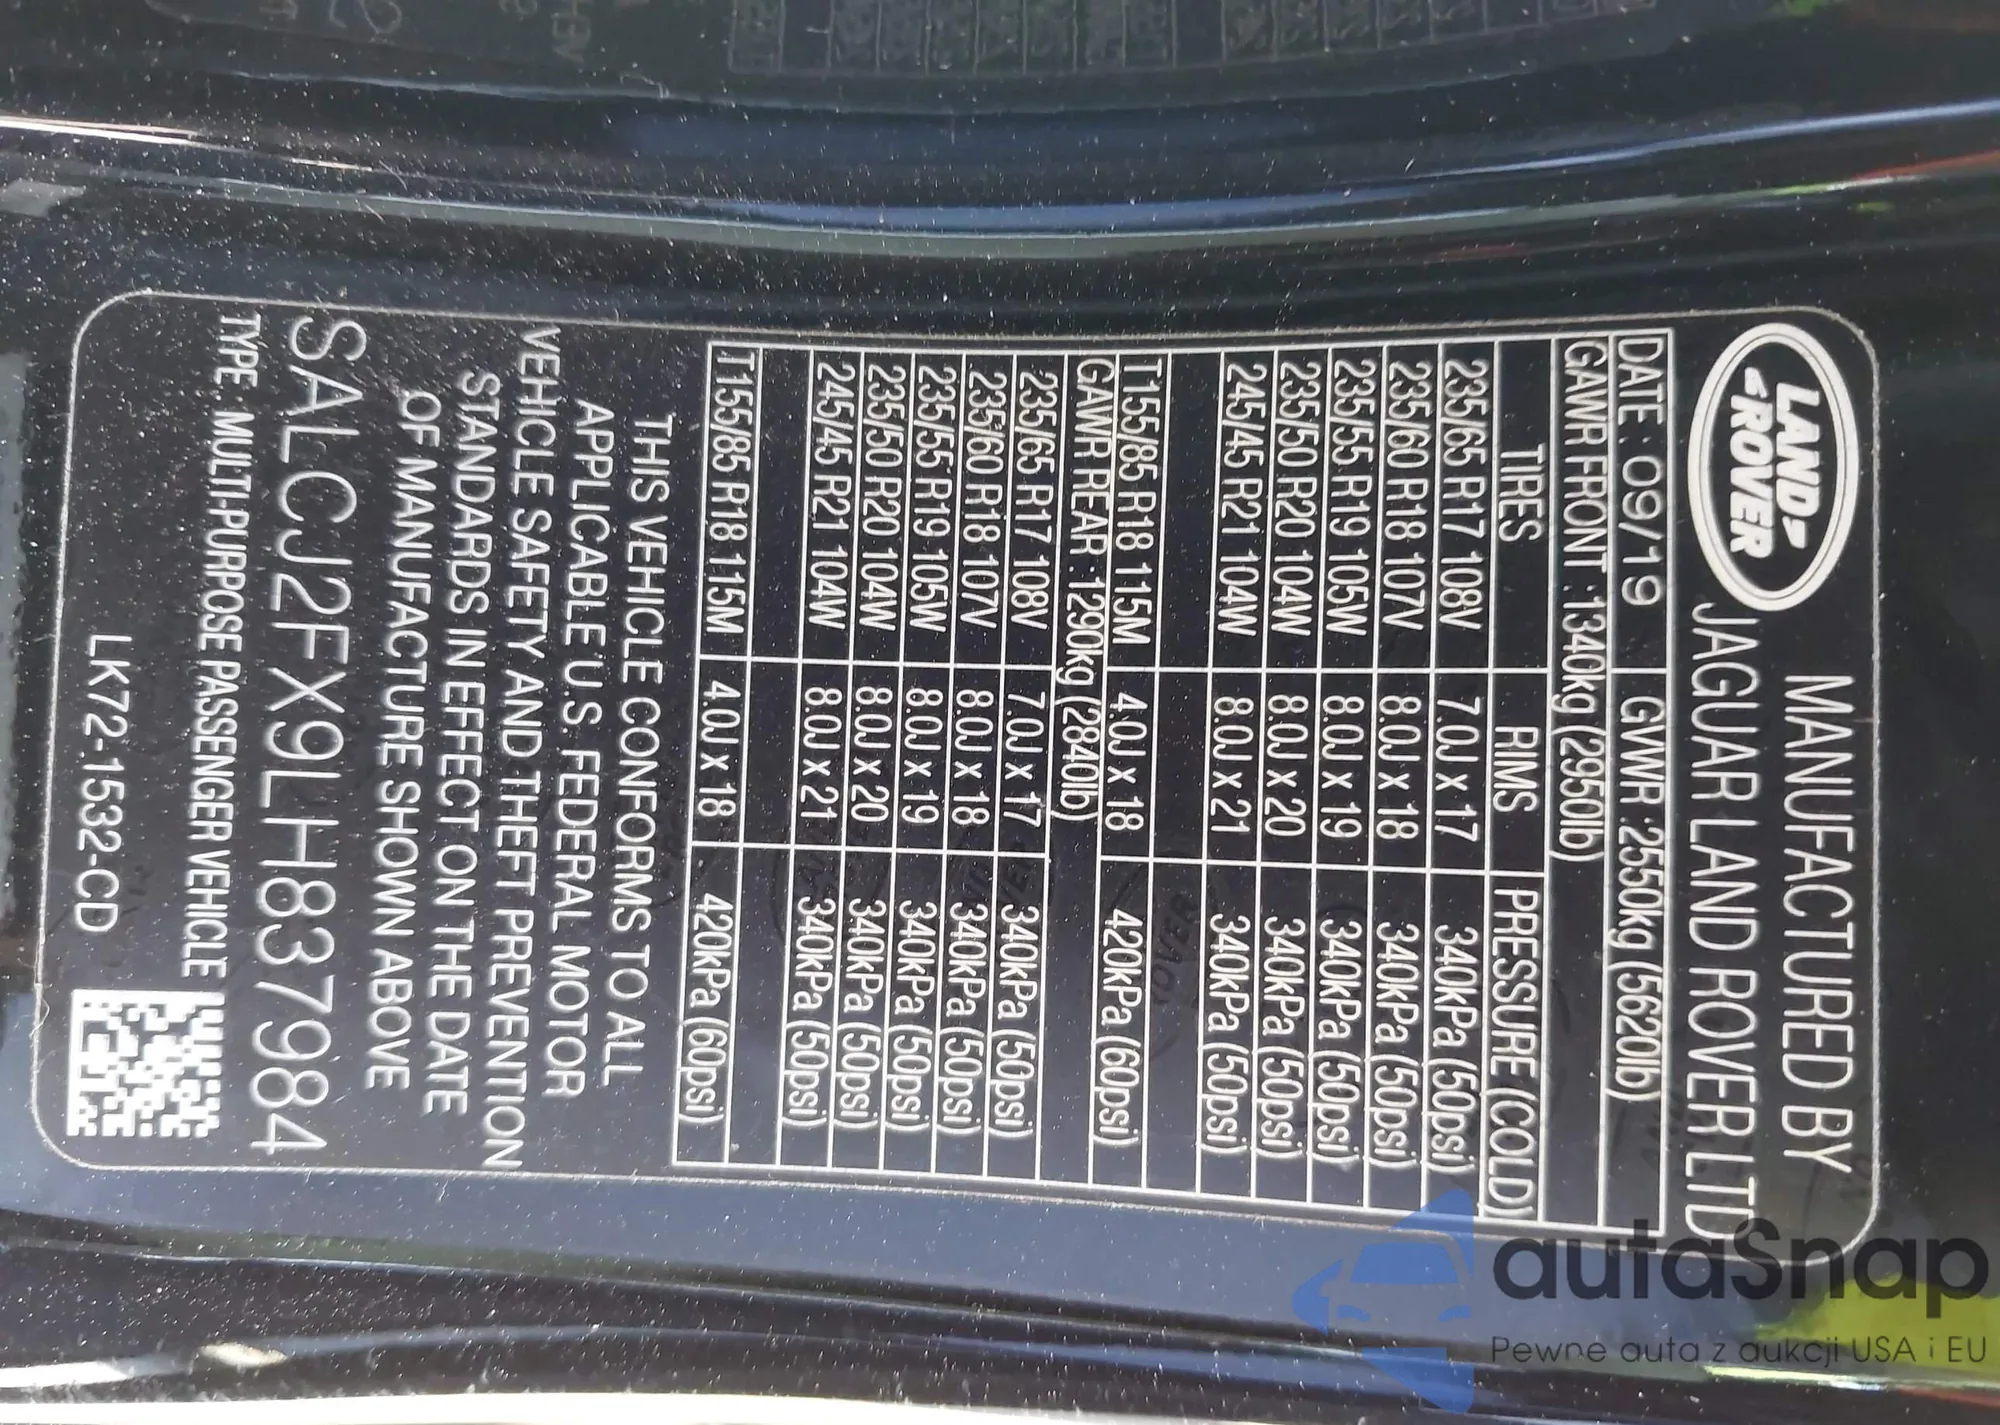 LAND ROVER
MANUFACTURED BY
JAGUAR LAND ROVER LTD
DATE : 09/19 GWWR :2550kg (5620lb)
GAWR FRONT :1340kg (2950lb)
TIRES RIMS PRESSURE (COLD)
235/65 R17 108V 7.0J x 17 340kPa (50psi)
235/60 R18 107V 8.0J x 18 340kPa (50psi)
235/55 R19 105W 8.0J x 19 340kPa (50psi)
235/50 R20 104W 8.0J x 20 340kPa (50psi)
245/45 R21 104W 8.0J x 21 340kPa (50psi)
T155/85 R18 115M 4.0J x 18 420kPa (60psi)
GAWR REAR :1290kg (2840lb)
235/65 R17 108V 7.0J x 17 340kPa (50psi)
235/60 R18 107V 8.0J x 18 340kPa (50psi)
235/55 R19 105W 8.0J x 19 340kPa (50psi)
235/50 R20 104W 8.0J x 20 340kPa (50psi)
245/45 R21 104W 8.0J x 21 340kPa (50psi)
T155/85 R18 115M 4.0J x 18 420kPa (60psi)
THIS VEHICLE CONFORMS TO ALL
APPLICABLE U.S. FEDERAL MOTOR
VEHICLE SAFETY AND THEFT PREVENTION
STANDARDS IN EFFECT ON THE DATE
OF MANUFACTURE SHOWN ABOVE
SALCJ2FX9LH837984
TYPE : MULTI-PURPOSE PASSENGER VEHICLE
LK72-1532-CD
autaSnap
Pewne auta z aukcji USA i EU